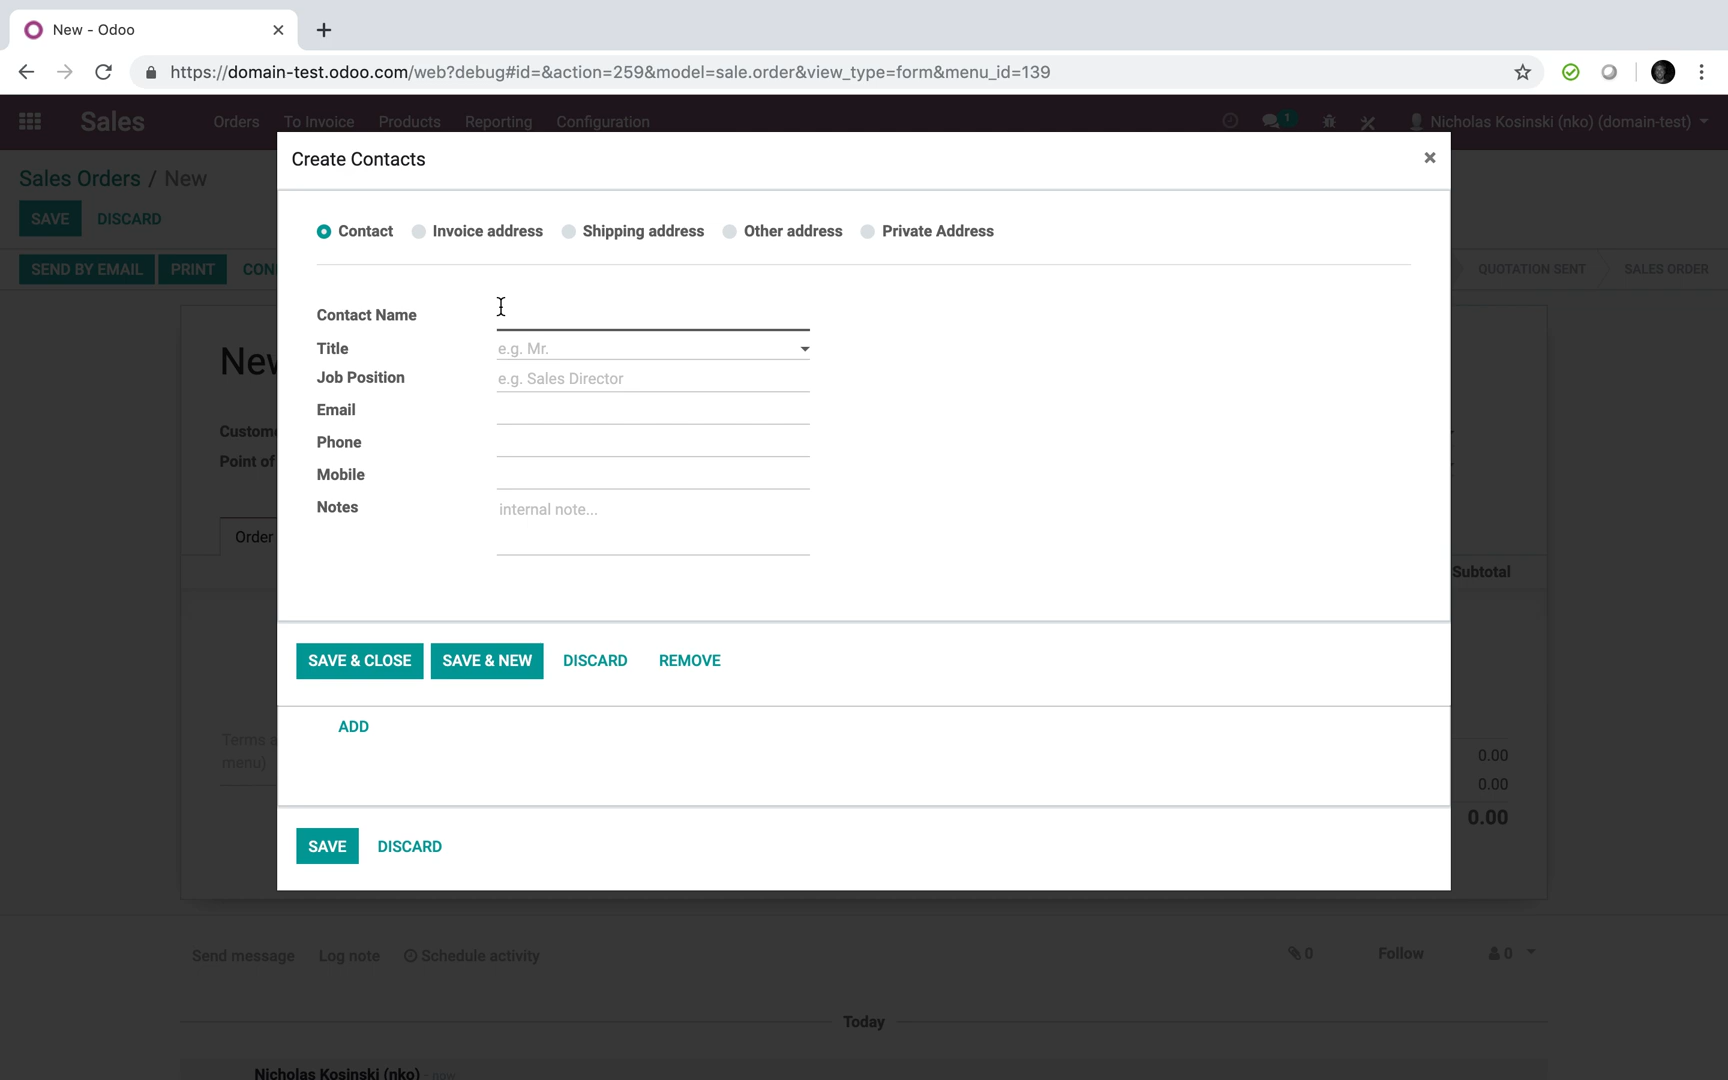 New - Odoo
https://domain-test.odoo.com/web?debug#id=&action=259&model=sale.order&view_type=form&menu_id=139
Sales Orders To Invoice Products Reporting Configuration 1 Nicholas Kosinski (nko) (domain-test)
Create Contacts
Sales Orders / New
SAVE DISCARD
Contact Invoice address Shipping address Other address Private Address
SEND BY EMAIL PRINT CON QUOTATION SENT SALES ORDER
Contact Name
New
Title e.g. Mr.
Job Position e.g. Sales Director
Email
Custome
Phone
Point of
Mobile
Notes internal note...
Order
Subtotal
SAVE & CLOSE SAVE & NEW DISCARD REMOVE
ADD
Terms a
menu)
0.00
0.00
0.00
SAVE DISCARD
Send message Log note Schedule activity 0 Follow 0
Today
Nicholas Kosinski (nko) - now